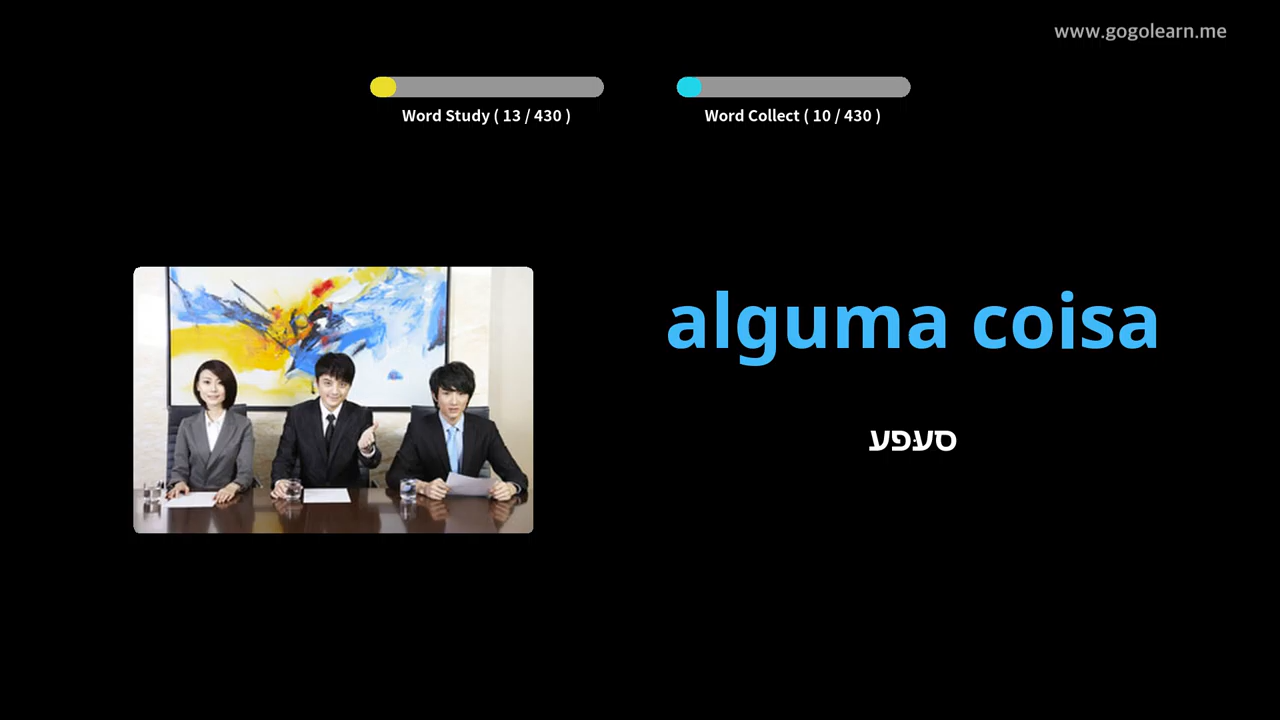 www.gogolearn.me
Word Study ( 13 / 430 )
Word Collect ( 10 / 430 )
alguma coisa
סעפע